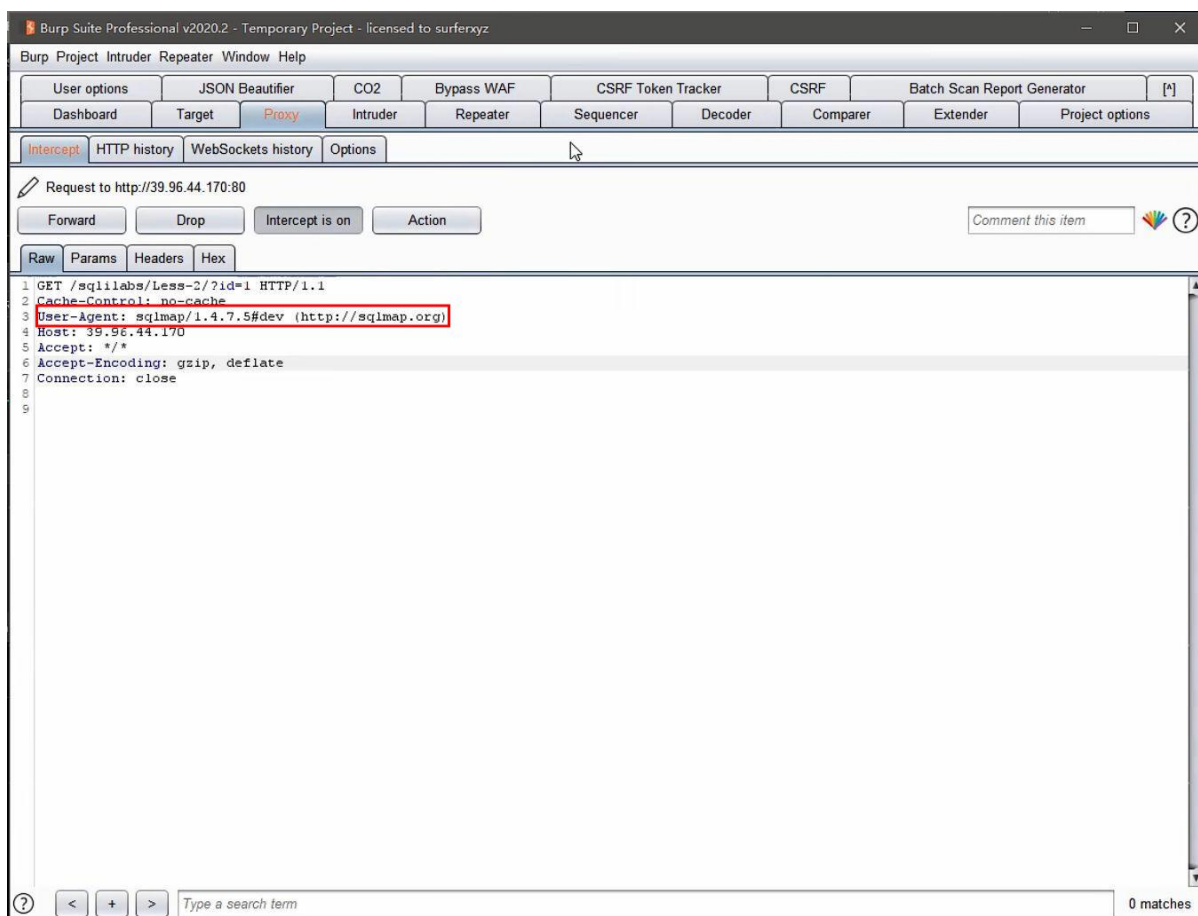 Burp Suite Professional v2020.2 - Temporary Project - licensed to surferxyz
Burp Project Intruder Repeater Window Help
User options JSON Beautifier CO2 Bypass WAF CSRF Token Tracker CSRF Batch Scan Report Generator [^]
Dashboard Target Proxy Intruder Repeater Sequencer Decoder Comparer Extender Project options
Intercept HTTP history WebSockets history Options
Request to http://39.96.44.170:80
Forward Drop Intercept is on Action Comment this item ?
Raw Params Headers Hex
1 GET /sqlilabs/Less-2/?id=1 HTTP/1.1
2 Cache-Control: no-cache
3 User-Agent: sqlmap/1.4.7.5#dev (http://sqlmap.org)
4 Host: 39.96.44.170
5 Accept: */*
6 Accept-Encoding: gzip, deflate
7 Connection: close
8
9
? < + > Type a search term 0 matches